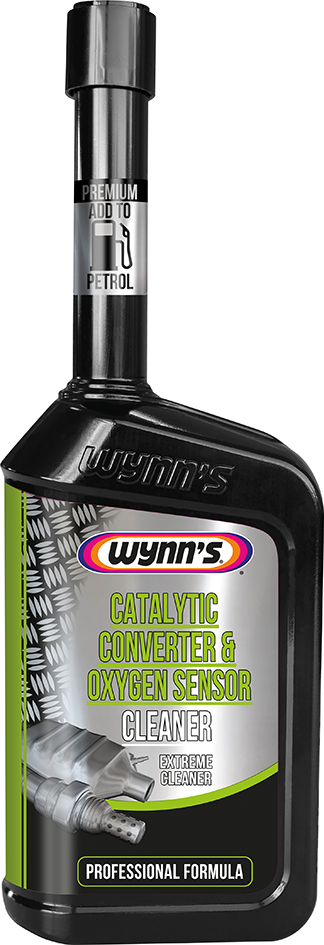 PREMIUM
ADD TO
PETROL
wynn's
wynn's
CATALYTIC
CONVERTER &
OXYGEN SENSOR
CLEANER
EXTREME
CLEANER
PROFESSIONAL FORMULA